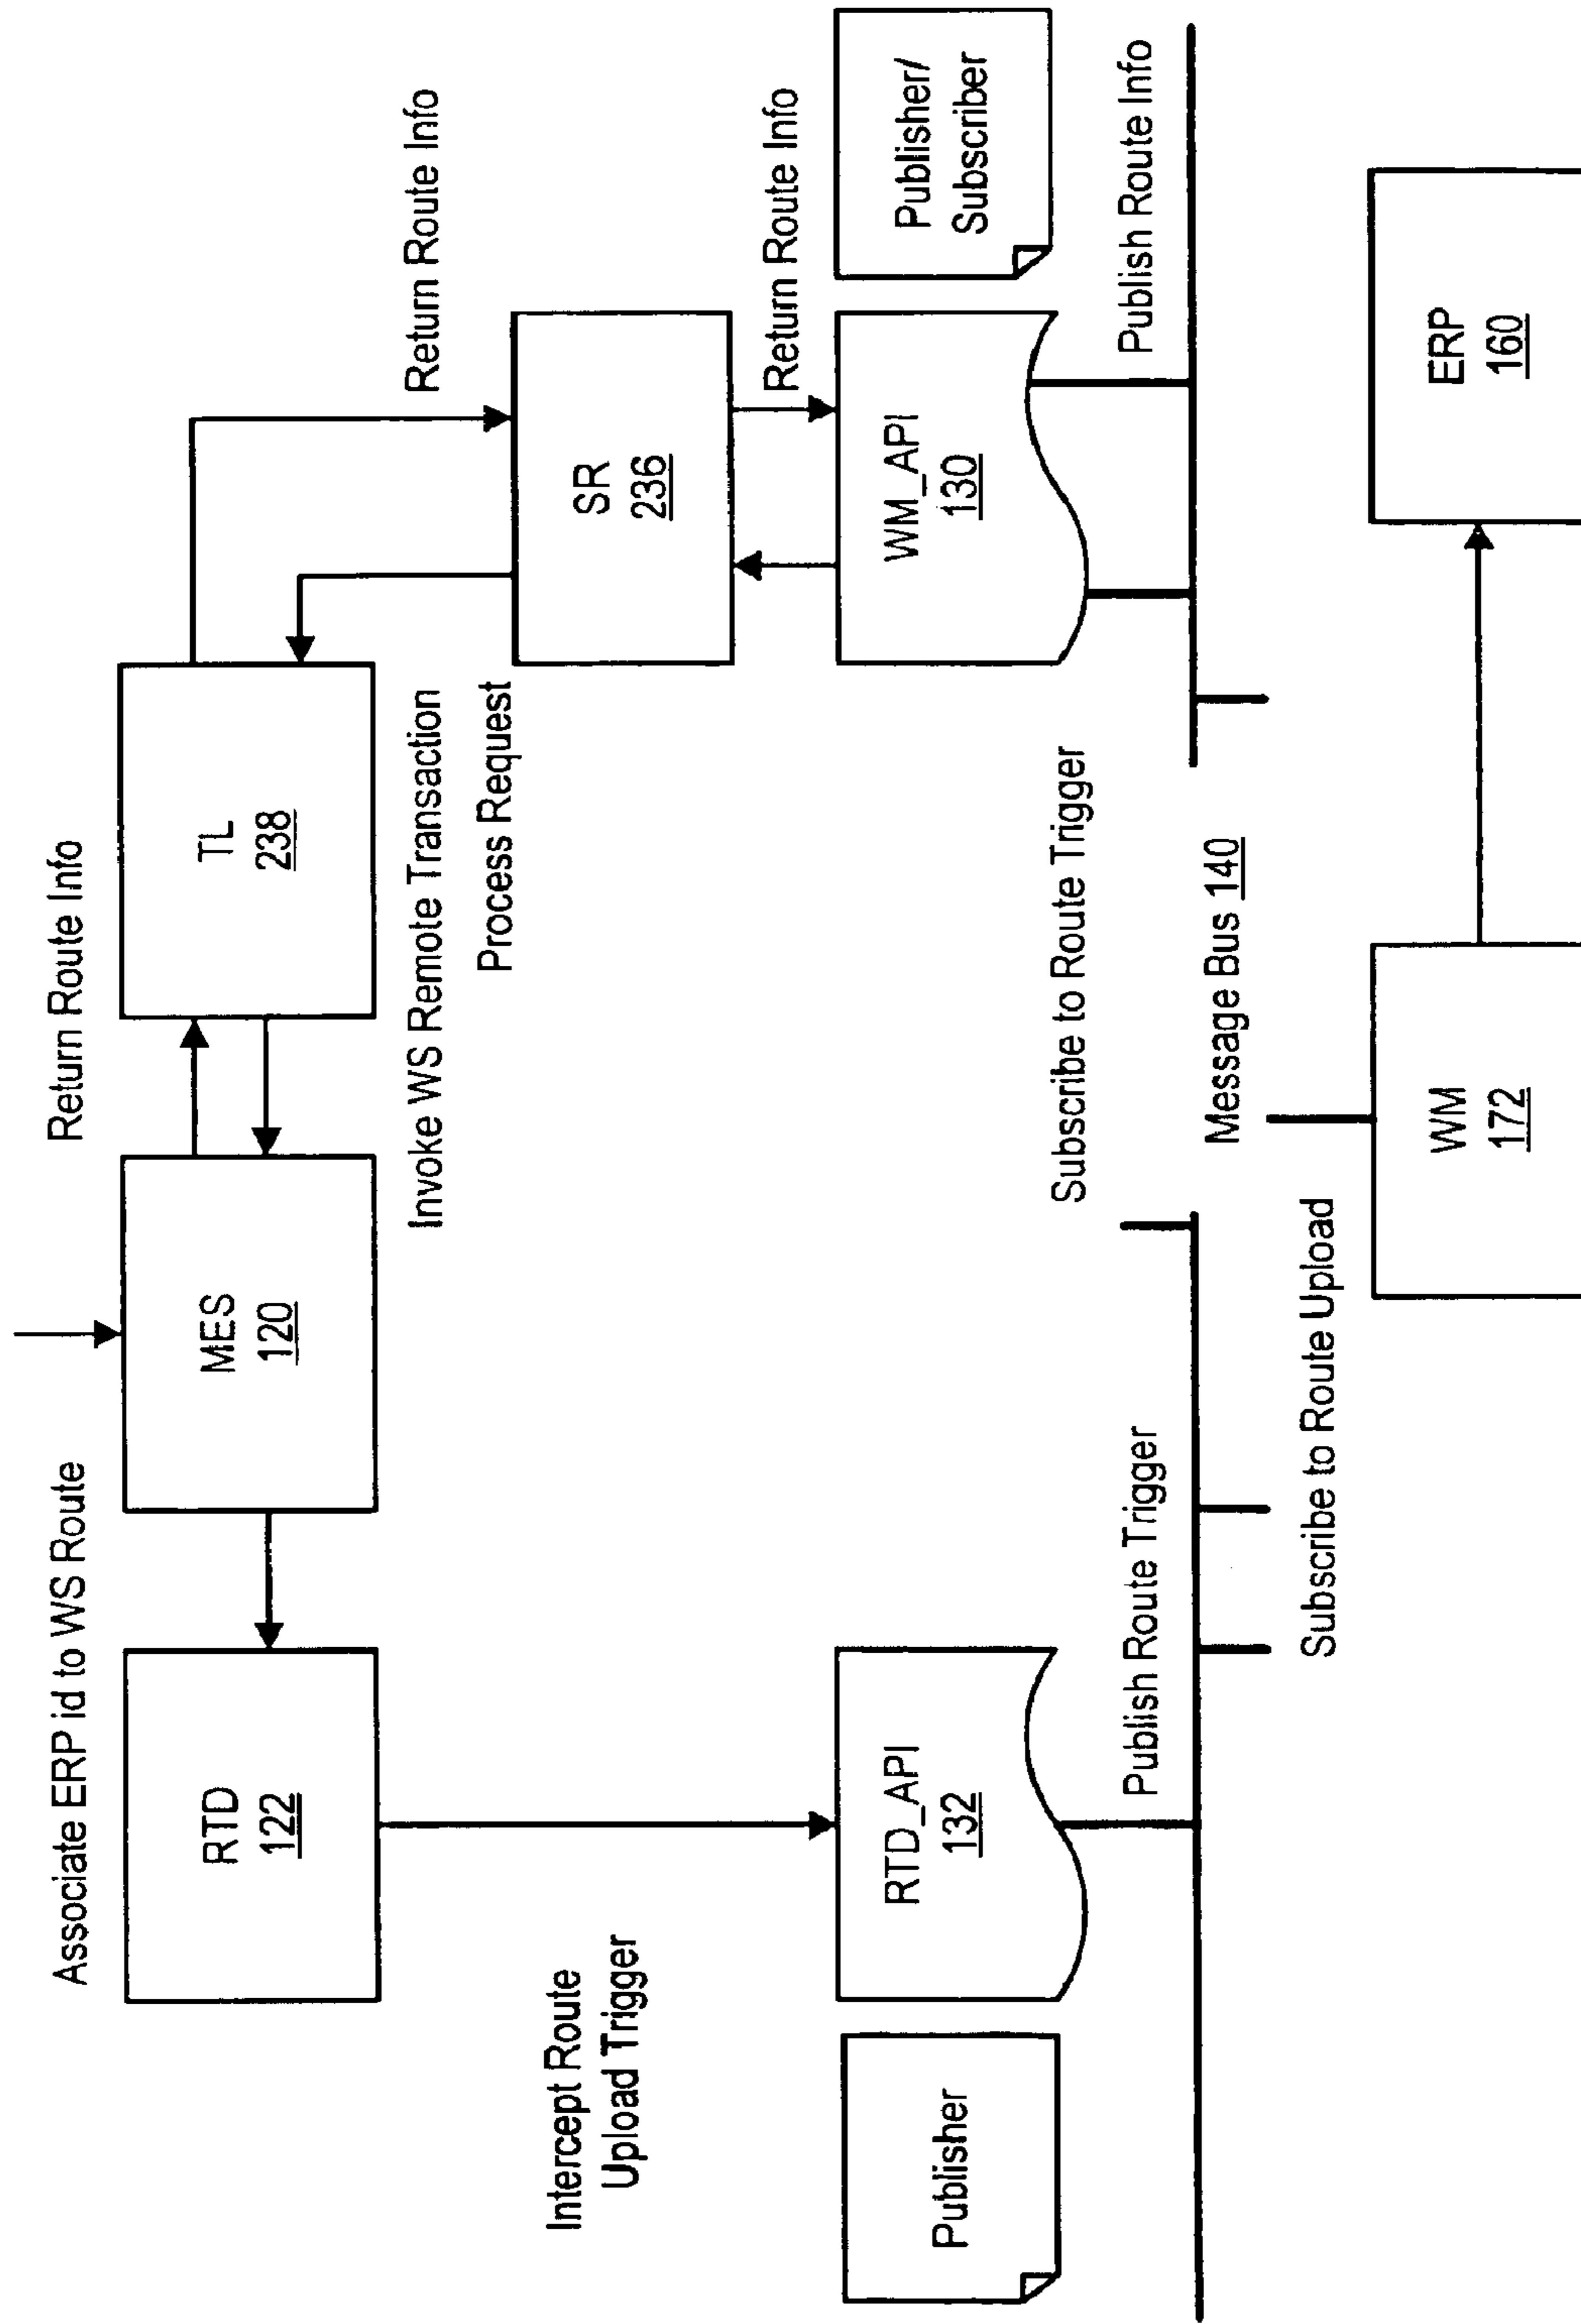 Associate ERP id to WS Route
Return Route Info
RTD
122
MES
120
TL
238
Return Route Info
Invoke WS Remote Transaction
Process Request
Intercept Route
Upload Trigger
SR
236
Return Route Info
Publisher
RTD_API
132
WM_API
130
Publisher/
Subscriber
Subscribe to Route Trigger
Publish Route Trigger
Publish Route Info
Message Bus 140
Subscribe to Route Upload
WM
172
ERP
160